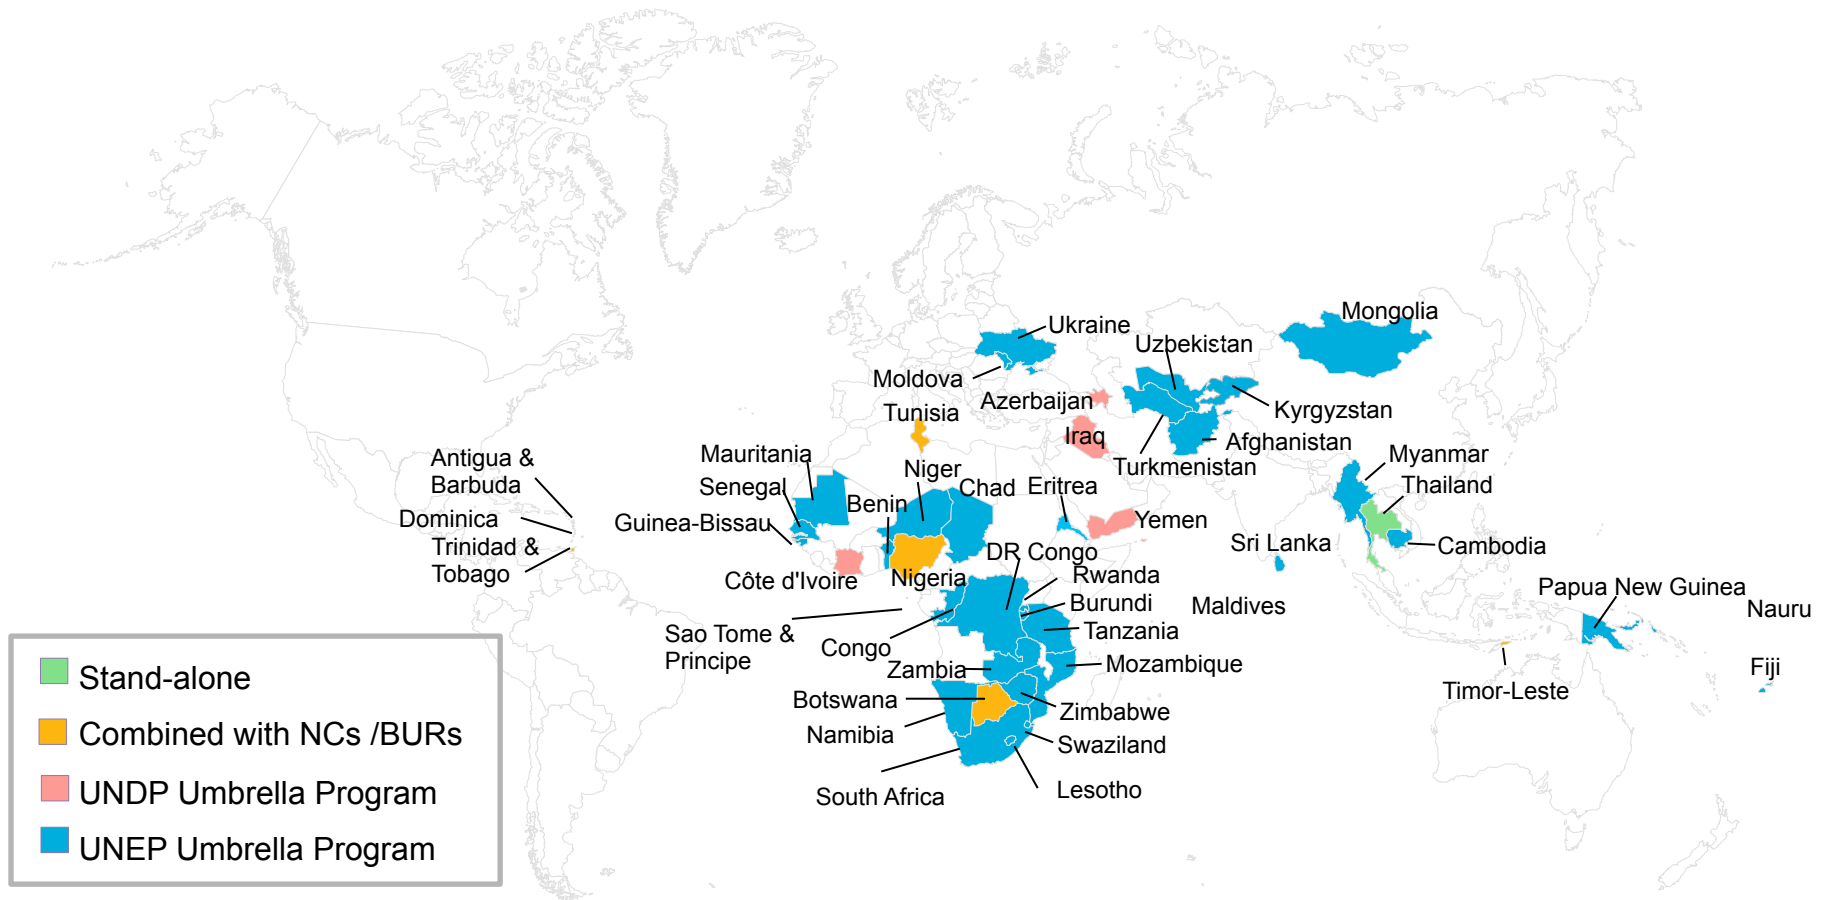 Mongolia
Ukraine
Uzbekistan
Moldova
Azerbaijan
Kyrgyzstan
Tunisia
Iraq
Afghanistan
Turkmenistan
Antigua &
Barbuda
Mauritania
Niger
Myanmar
Senegal
Chad
Eritrea
Thailand
Benin
Dominica
Guinea-Bissau
Yemen
Trinidad &
Tobago
Sri Lanka
Cambodia
DR Congo
Côte d'Ivoire
Nigeria
Rwanda
Papua New Guinea
Burundi
Maldives
Nauru
Sao Tome &
Principe
Tanzania
Congo
Zambia
Mozambique
Fiji
Timor-Leste
Botswana
Zimbabwe
Namibia
Swaziland
South Africa
Lesotho
Stand-alone
Combined with NCs /BURs
UNDP Umbrella Program
UNEP Umbrella Program